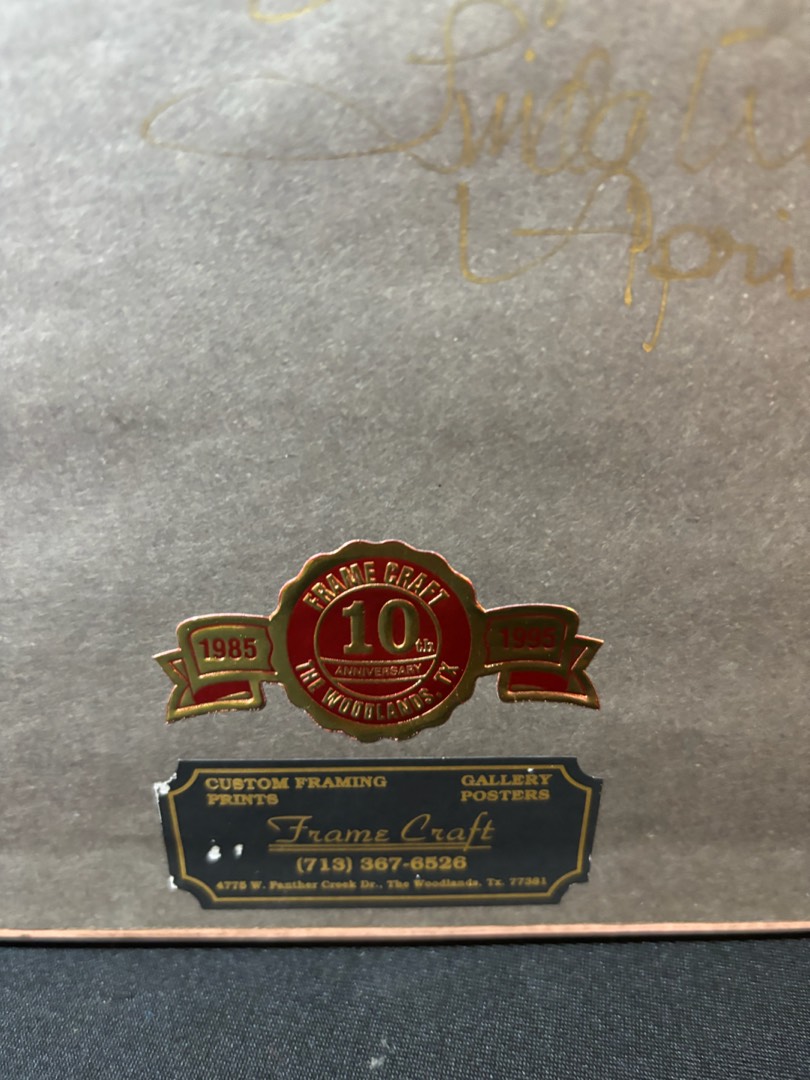 Apri
FRAME CRAFT
1985 10th 1995
ANNIVERSARY
THE WOODLANDS, TX
CUSTOM FRAMING GALLERY
PRINTS POSTERS
Frame Craft
(713) 367-6526
4775 W. Panther Creek Dr., The Woodlands, Tx. 77381